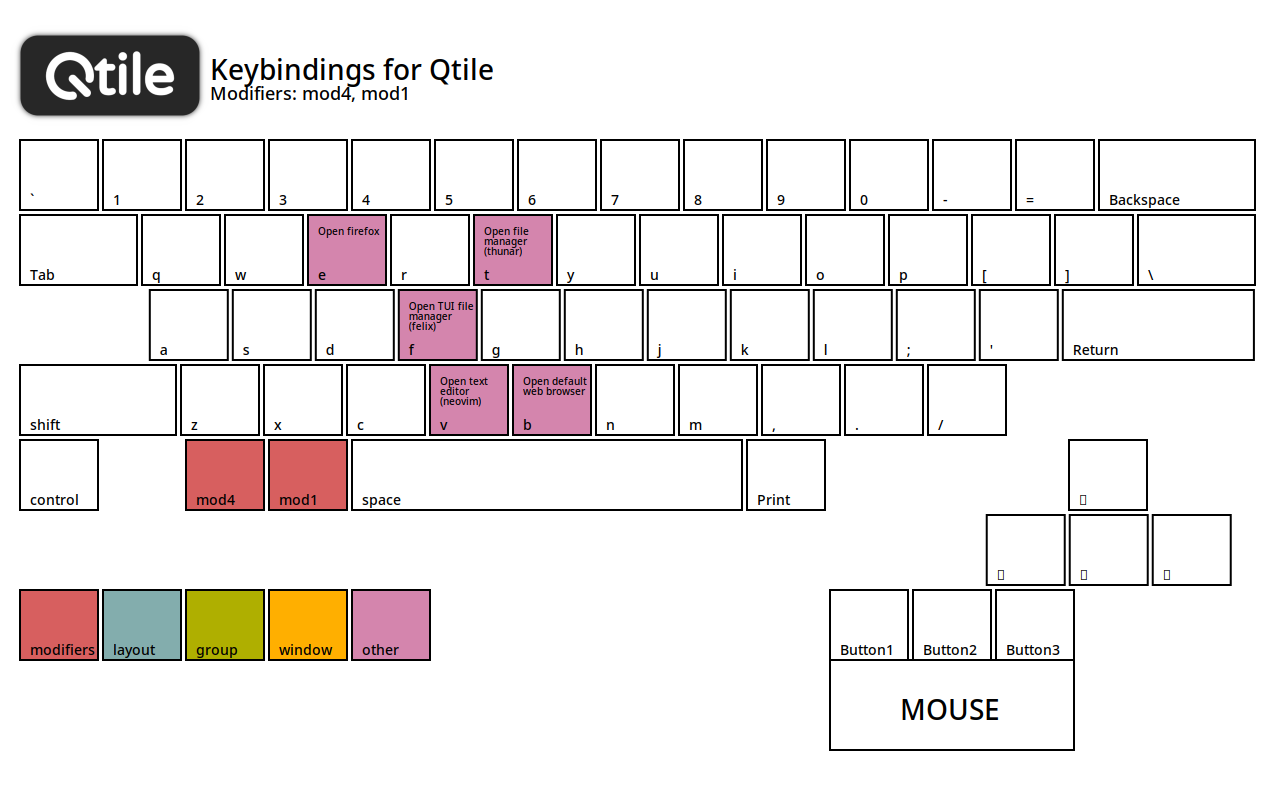 Qtile
Keybindings for Qtile
Modifiers: mod4, mod1
` 1 2 3 4 5 6 7 8 9 0 - = Backspace
Open firefox
Open file
manager
(thunar)
Tab q w e r t y u i o p [ ] \
Open TUI file
manager
(felix)
a s d f g h j k l ; ' Return
Open text
editor
(neovim)
Open default
web browser
shift z x c v b n m , . /
control mod4 mod1 space Print
modifiers layout group window other
Button1 Button2 Button3
MOUSE